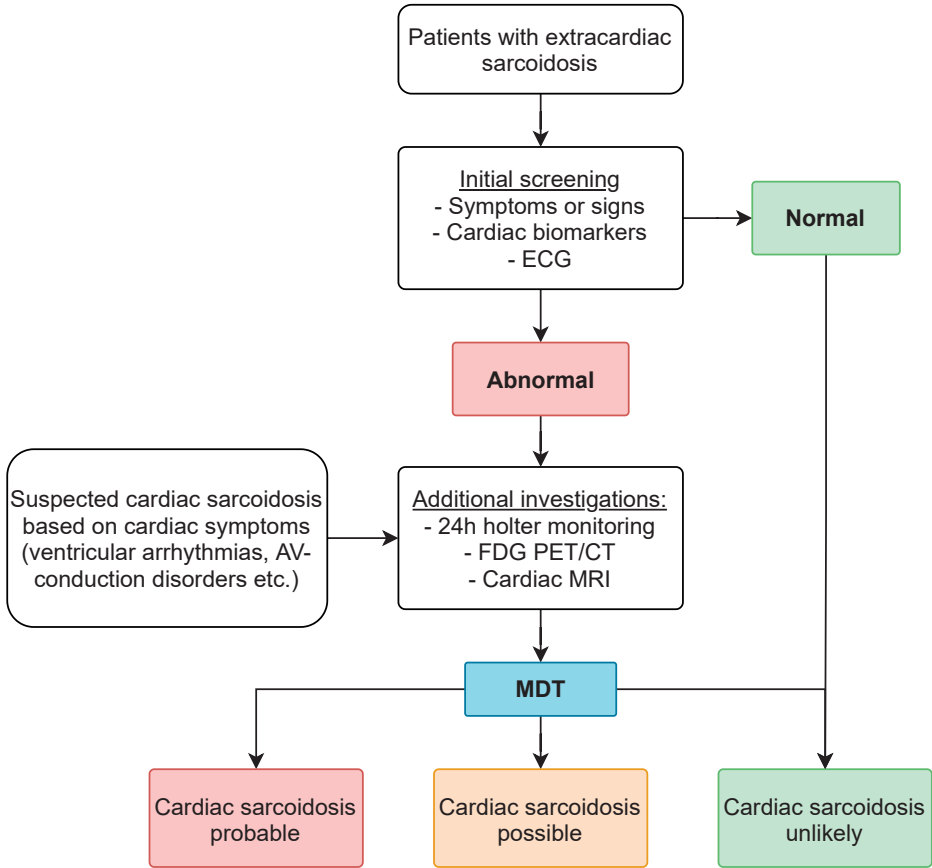 Patients with extracardiac
sarcoidosis
Initial screening
- Symptoms or signs
- Cardiac biomarkers
- ECG
Normal
Abnormal
Suspected cardiac sarcoidosis
based on cardiac symptoms
(ventricular arrhythmias, AV-
conduction disorders etc.)
Additional investigations:
- 24h holter monitoring
- FDG PET/CT
- Cardiac MRI
MDT
Cardiac sarcoidosis
probable
Cardiac sarcoidosis
possible
Cardiac sarcoidosis
unlikely